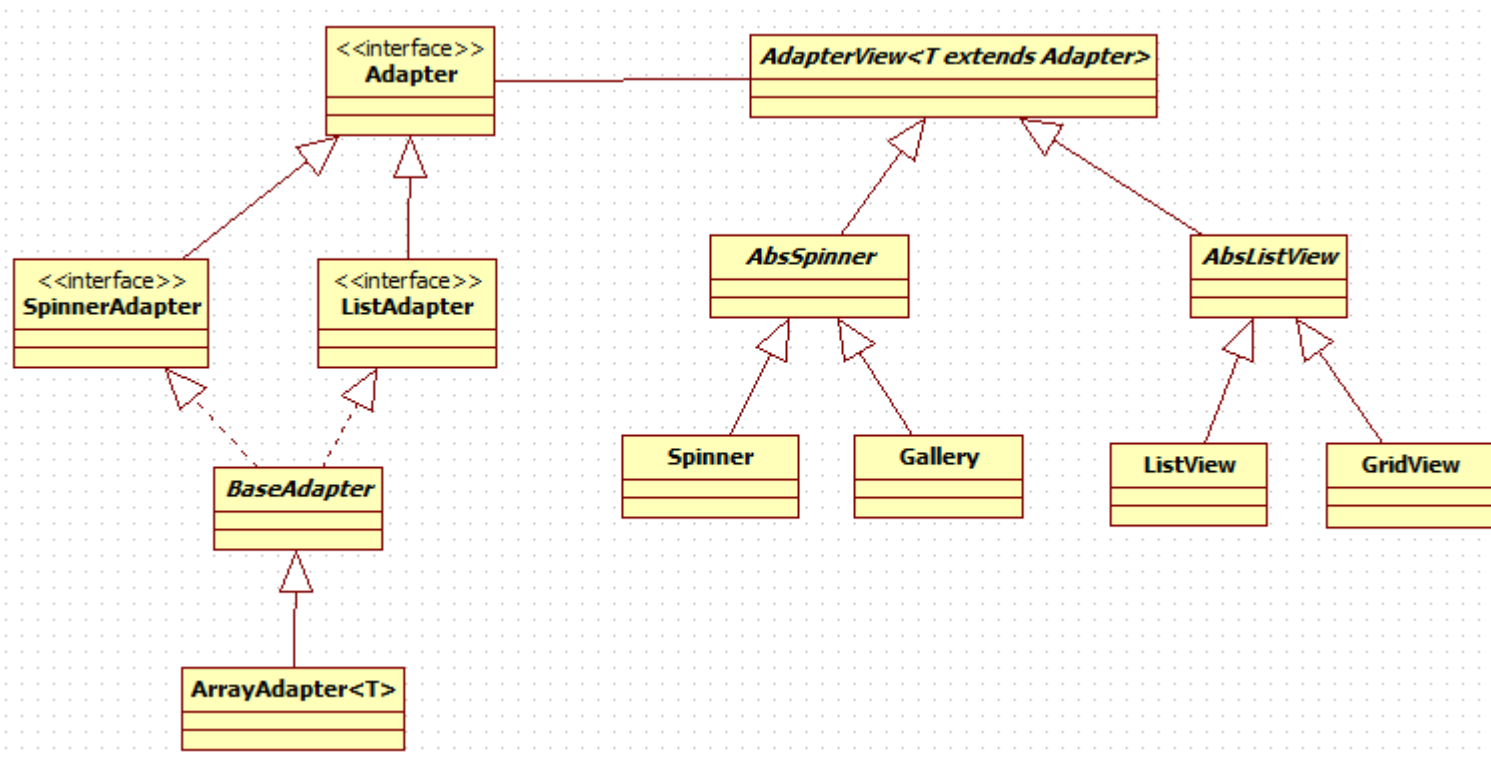 <<interface>>
Adapter
AdapterView<T extends Adapter>
<<interface>>
SpinnerAdapter
<<interface>>
ListAdapter
AbsSpinner
AbsListView
Spinner
Gallery
ListView
GridView
BaseAdapter
ArrayAdapter<T>